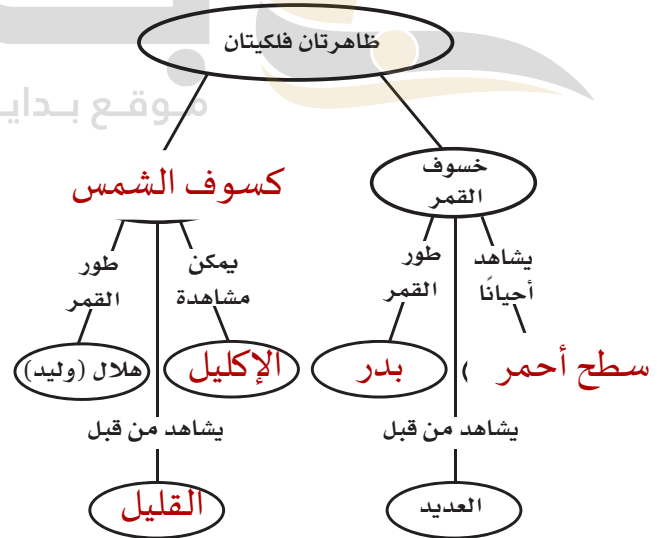 ظاهرتان فلكيتان
موقع بداي
خسوف
القمر
كسوف الشمس
يشاهد
أحيانًا
طور
القمر
يمكن
مشاهدة
طور
القمر
سطح أحمر
بدر
الإكليل
هلال (وليد)
يشاهد من قبل
يشاهد من قبل
العديد
القليل